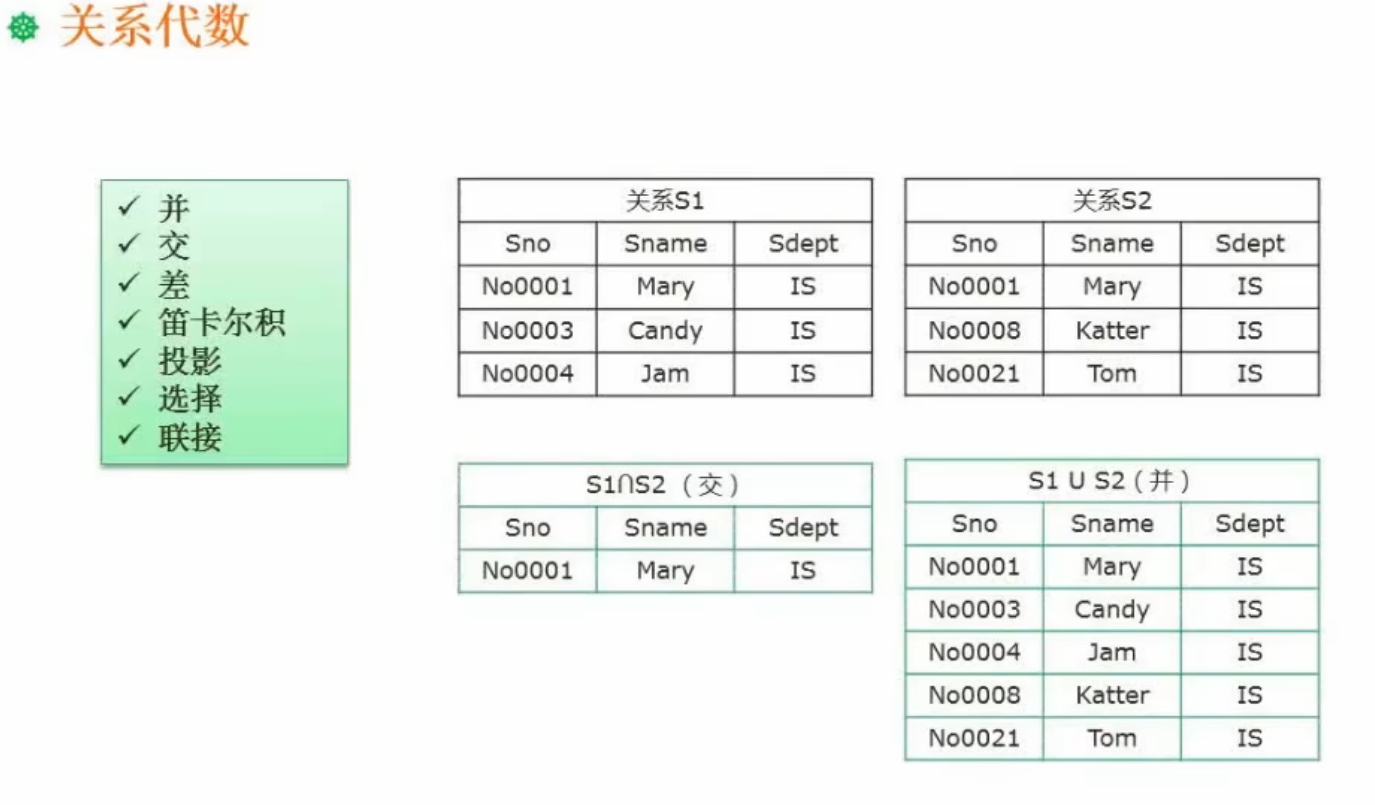 关系代数
✓ 并
✓ 交
✓ 差
✓ 笛卡尔积
✓ 投影
✓ 选择
✓ 联接
关系S1
Sno Sname Sdept
No0001 Mary IS
No0003 Candy IS
No0004 Jam IS
关系S2
Sno Sname Sdept
No0001 Mary IS
No0008 Katter IS
No0021 Tom IS
S1∩S2（交）
Sno Sname Sdept
No0001 Mary IS
S1 U S2（并）
Sno Sname Sdept
No0001 Mary IS
No0003 Candy IS
No0004 Jam IS
No0008 Katter IS
No0021 Tom IS